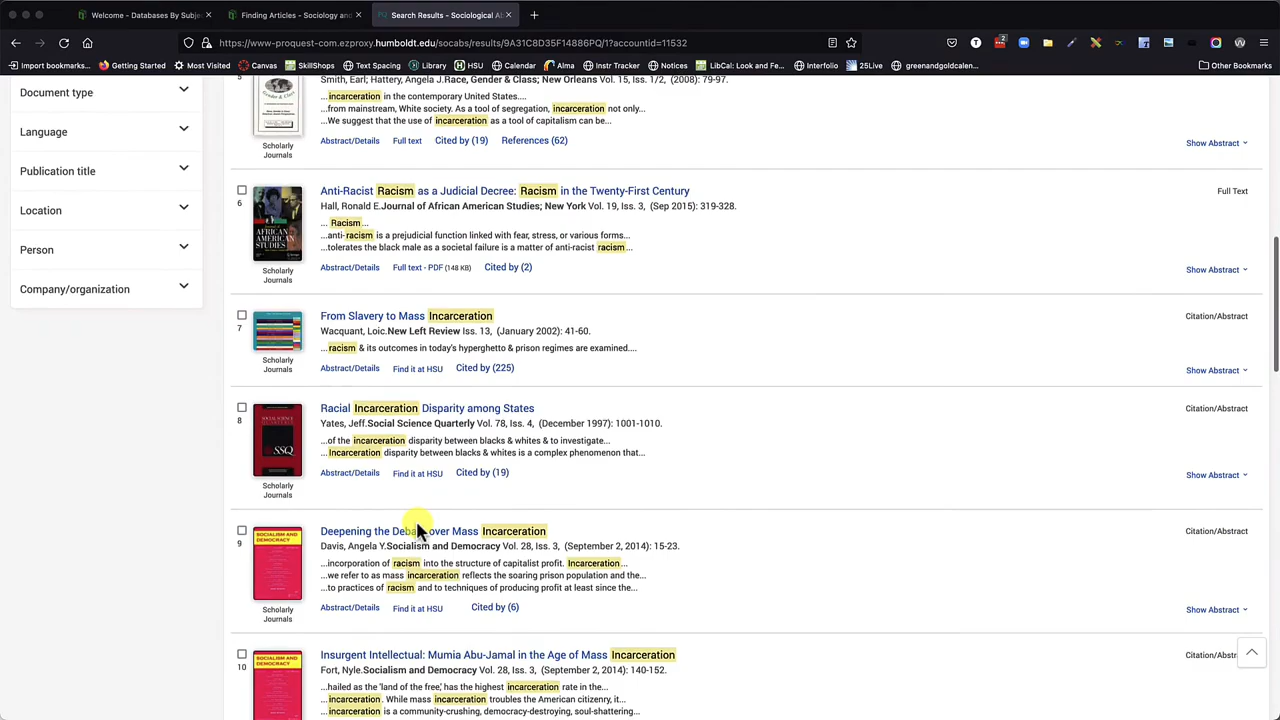 Welcome - Databases By Subje
Finding Articles - Sociology and
Search Results - Sociological Ab
https://www-proquest-com.ezproxy.humboldt.edu/socabs/results/9A31C8D35F14886PQ/1?accountid=11532
Import bookmarks... Getting Started Most Visited Canvas SkillShops Text Spacing Library HSU Calendar Alma Instr Tracker Notices LibCal: Look and Fe... Interfolio 25Live greenandgoldcalen... Other Bookmarks
Document type
Language
Publication title
Location
Person
Company/organization
5
Smith, Earl; Hattery, Angela J.Race, Gender & Class; New Orleans Vol. 15, Iss. 1/2, (2008): 79-97.
...incarceration in the contemporary United States....
...from mainstream, White society. As a tool of segregation, incarceration not only...
...We suggest that the use of incarceration as a tool of capitalism can be...
Abstract/Details Full text Cited by (19) References (62)
Show Abstract
Scholarly
Journals
6
Anti-Racist Racism as a Judicial Decree: Racism in the Twenty-First Century
Full Text
Hall, Ronald E.Journal of African American Studies; New York Vol. 19, Iss. 3, (Sep 2015): 319-328.
...Racism...
...anti-racism is a prejudicial function linked with fear, stress, or various forms...
...tolerates the black male as a societal failure is a matter of anti-racist racism...
AFRICAN
AMERICAN
STUDIES
Abstract/Details Full text - PDF (148 KB) Cited by (2)
Show Abstract
Scholarly
Journals
7
From Slavery to Mass Incarceration
Citation/Abstract
Wacquant, Loic.New Left Review Iss. 13, (January 2002): 41-60.
...racism & its outcomes in today's hyperghetto & prison regimes are examined....
Abstract/Details Find it at HSU Cited by (225)
Show Abstract
Scholarly
Journals
8
Racial Incarceration Disparity among States
Citation/Abstract
Yates, Jeff.Social Science Quarterly Vol. 78, Iss. 4, (December 1997): 1001-1010.
...of the incarceration disparity between blacks & whites & to investigate...
...Incarceration disparity between blacks & whites is a complex phenomenon that...
SSQ
Abstract/Details Find it at HSU Cited by (19)
Show Abstract
Scholarly
Journals
9
Deepening the Debate over Mass Incarceration
Citation/Abstract
Davis, Angela Y.Socialism and Democracy Vol. 28, Iss. 3, (September 2, 2014): 15-23.
...incorporation of racism into the structure of capitalist profit. Incarceration...
...we refer to as mass incarceration reflects the soaring prison population and the...
...to practices of racism and to techniques of producing profit at least since the...
SOCIALISM AND
DEMOCRACY
Abstract/Details Find it at HSU Cited by (6)
Show Abstract
Scholarly
Journals
10
Insurgent Intellectual: Mumia Abu-Jamal in the Age of Mass Incarceration
Citation/Abstr
Fort, Nyle.Socialism and Democracy Vol. 28, Iss. 3, (September 2, 2014): 140-152.
...hailed as the 'land of the free,' has the highest incarceration rate in the...
...incarceration. While mass incarceration troubles the American citizenry, it...
...incarceration is a community-crushing, democracy-destroying, soul-shattering...
SOCIALISM AND
DEMOCRACY